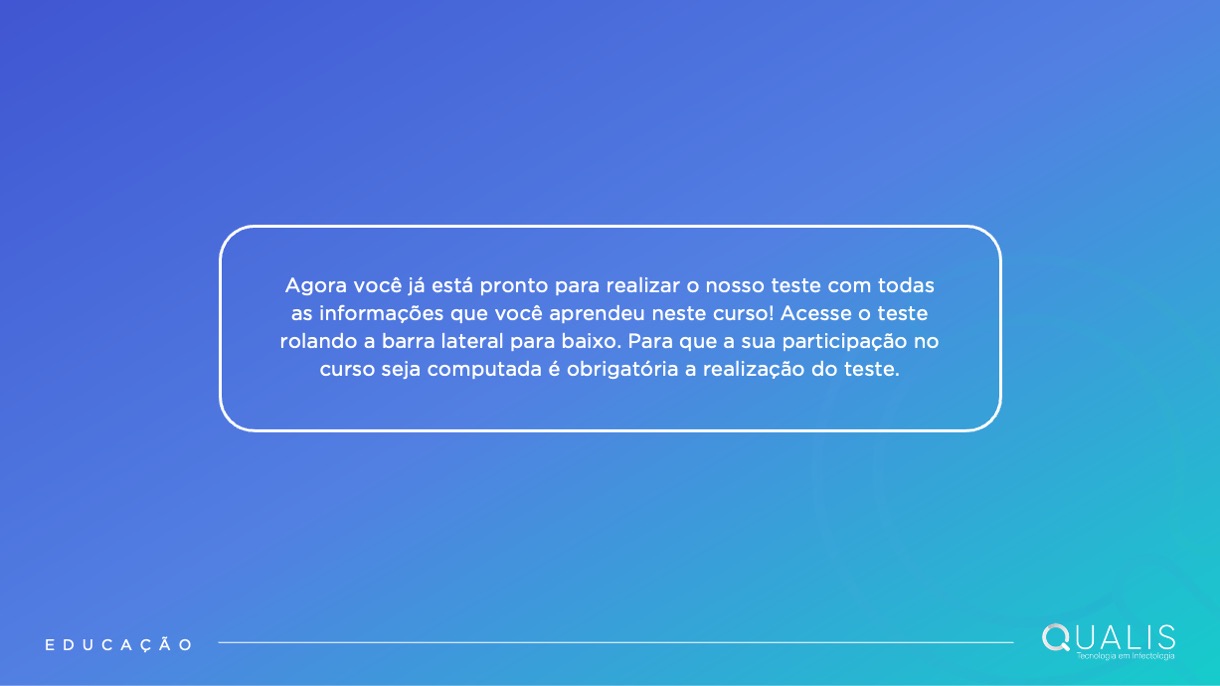 Agora você já está pronto para realizar o nosso teste com todas
as informações que você aprendeu neste curso! Acesse o teste
rolando a barra lateral para baixo. Para que a sua participação no
curso seja computada é obrigatória a realização do teste.
EDUCAÇÃO
QUALIS
Tecnologia em Infectologia